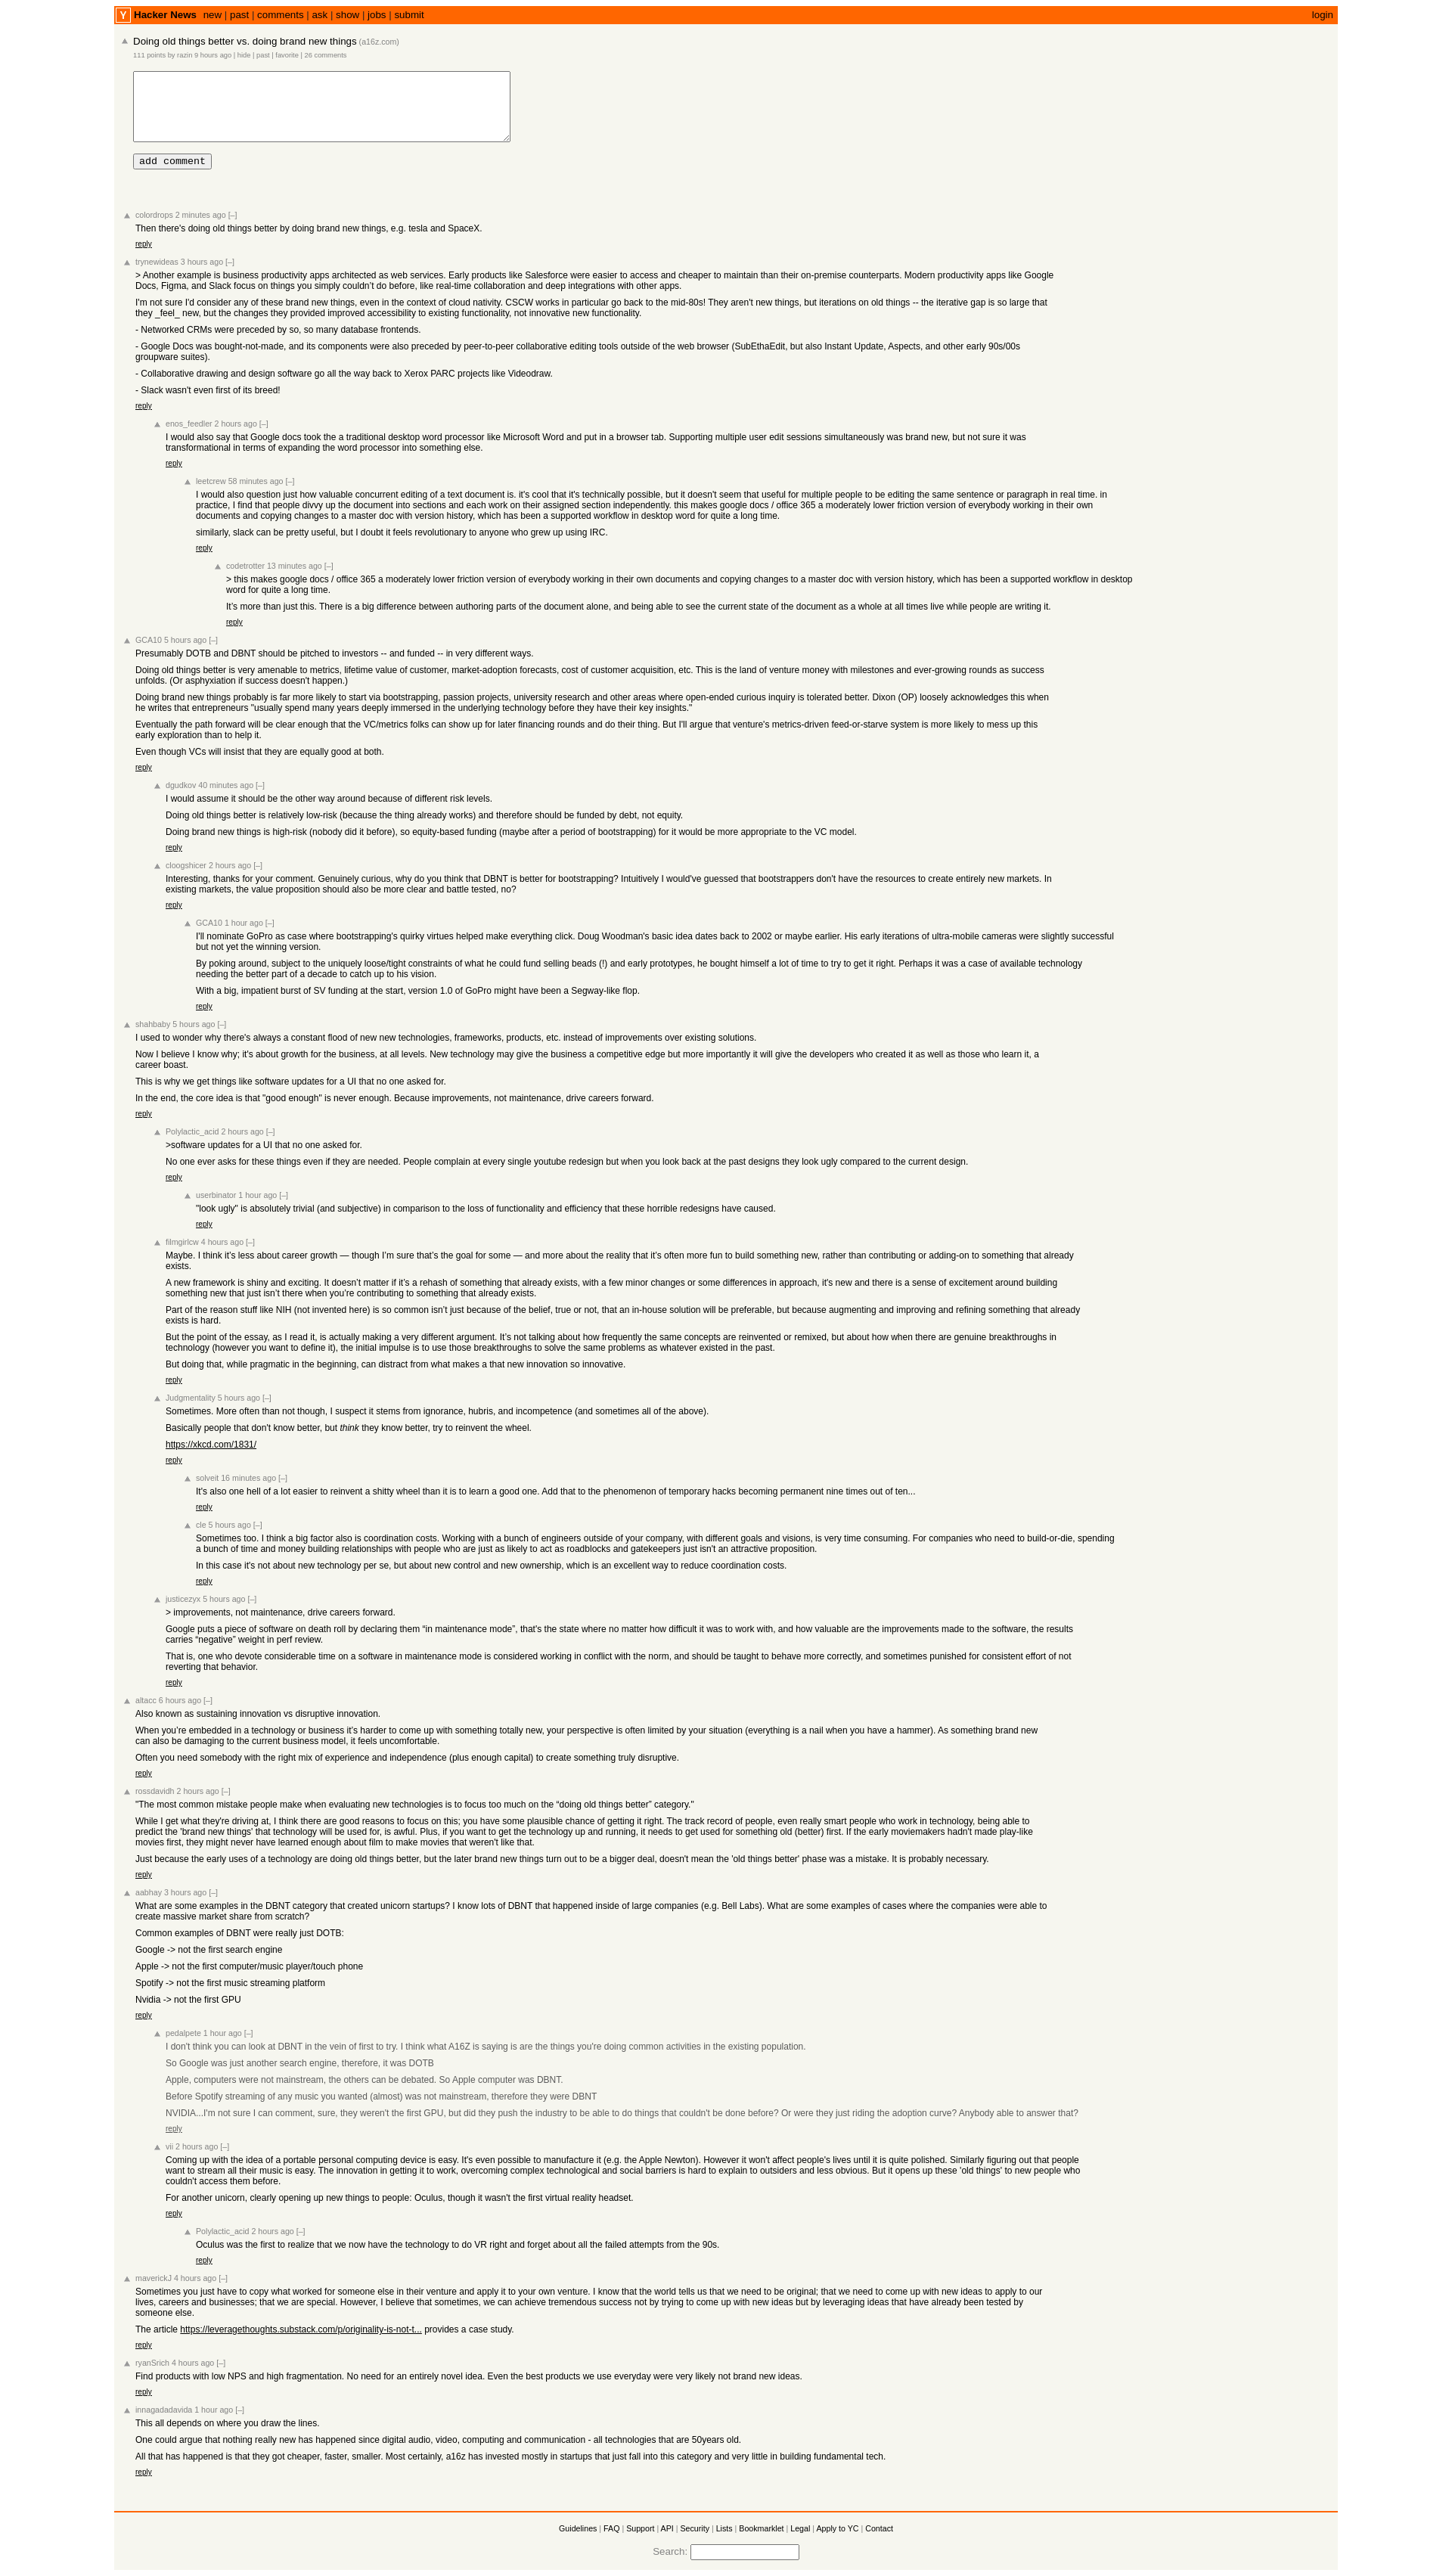 Y Hacker News new | past | comments | ask | show | jobs | submit login
Doing old things better vs. doing brand new things (a16z.com)
111 points by razin 9 hours ago | hide | past | favorite | 26 comments
add comment
colordrops 2 minutes ago [–]
Then there's doing old things better by doing brand new things, e.g. tesla and SpaceX.
reply
trynewideas 3 hours ago [–]
> Another example is business productivity apps architected as web services. Early products like Salesforce were easier to access and cheaper to maintain than their on-premise counterparts. Modern productivity apps like Google
Docs, Figma, and Slack focus on things you simply couldn’t do before, like real-time collaboration and deep integrations with other apps.
I'm not sure I'd consider any of these brand new things, even in the context of cloud nativity. CSCW works in particular go back to the mid-80s! They aren't new things, but iterations on old things -- the iterative gap is so large that
they _feel_ new, but the changes they provided improved accessibility to existing functionality, not innovative new functionality.
- Networked CRMs were preceded by so, so many database frontends.
- Google Docs was bought-not-made, and its components were also preceded by peer-to-peer collaborative editing tools outside of the web browser (SubEthaEdit, but also Instant Update, Aspects, and other early 90s/00s
groupware suites).
- Collaborative drawing and design software go all the way back to Xerox PARC projects like Videodraw.
- Slack wasn't even first of its breed!
reply
enos_feedler 2 hours ago [–]
I would also say that Google docs took the a traditional desktop word processor like Microsoft Word and put in a browser tab. Supporting multiple user edit sessions simultaneously was brand new, but not sure it was
transformational in terms of expanding the word processor into something else.
reply
leetcrew 58 minutes ago [–]
I would also question just how valuable concurrent editing of a text document is. it's cool that it's technically possible, but it doesn't seem that useful for multiple people to be editing the same sentence or paragraph in real time. in
practice, I find that people divvy up the document into sections and each work on their assigned section independently. this makes google docs / office 365 a moderately lower friction version of everybody working in their own
documents and copying changes to a master doc with version history, which has been a supported workflow in desktop word for quite a long time.
similarly, slack can be pretty useful, but I doubt it feels revolutionary to anyone who grew up using IRC.
reply
codetrotter 13 minutes ago [–]
> this makes google docs / office 365 a moderately lower friction version of everybody working in their own documents and copying changes to a master doc with version history, which has been a supported workflow in desktop
word for quite a long time.
It’s more than just this. There is a big difference between authoring parts of the document alone, and being able to see the current state of the document as a whole at all times live while people are writing it.
reply
GCA10 5 hours ago [–]
Presumably DOTB and DBNT should be pitched to investors -- and funded -- in very different ways.
Doing old things better is very amenable to metrics, lifetime value of customer, market-adoption forecasts, cost of customer acquisition, etc. This is the land of venture money with milestones and ever-growing rounds as success
unfolds. (Or asphyxiation if success doesn't happen.)
Doing brand new things probably is far more likely to start via bootstrapping, passion projects, university research and other areas where open-ended curious inquiry is tolerated better. Dixon (OP) loosely acknowledges this when
he writes that entrepreneurs "usually spend many years deeply immersed in the underlying technology before they have their key insights."
Eventually the path forward will be clear enough that the VC/metrics folks can show up for later financing rounds and do their thing. But I'll argue that venture's metrics-driven feed-or-starve system is more likely to mess up this
early exploration than to help it.
Even though VCs will insist that they are equally good at both.
reply
dgudkov 40 minutes ago [–]
I would assume it should be the other way around because of different risk levels.
Doing old things better is relatively low-risk (because the thing already works) and therefore should be funded by debt, not equity.
Doing brand new things is high-risk (nobody did it before), so equity-based funding (maybe after a period of bootstrapping) for it would be more appropriate to the VC model.
reply
cloogshicer 2 hours ago [–]
Interesting, thanks for your comment. Genuinely curious, why do you think that DBNT is better for bootstrapping? Intuitively I would've guessed that bootstrappers don't have the resources to create entirely new markets. In
existing markets, the value proposition should also be more clear and battle tested, no?
reply
GCA10 1 hour ago [–]
I'll nominate GoPro as case where bootstrapping's quirky virtues helped make everything click. Doug Woodman's basic idea dates back to 2002 or maybe earlier. His early iterations of ultra-mobile cameras were slightly successful
but not yet the winning version.
By poking around, subject to the uniquely loose/tight constraints of what he could fund selling beads (!) and early prototypes, he bought himself a lot of time to try to get it right. Perhaps it was a case of available technology
needing the better part of a decade to catch up to his vision.
With a big, impatient burst of SV funding at the start, version 1.0 of GoPro might have been a Segway-like flop.
reply
shahbaby 5 hours ago [–]
I used to wonder why there's always a constant flood of new new technologies, frameworks, products, etc. instead of improvements over existing solutions.
Now I believe I know why; it's about growth for the business, at all levels. New technology may give the business a competitive edge but more importantly it will give the developers who created it as well as those who learn it, a
career boast.
This is why we get things like software updates for a UI that no one asked for.
In the end, the core idea is that "good enough" is never enough. Because improvements, not maintenance, drive careers forward.
reply
Polylactic_acid 2 hours ago [–]
>software updates for a UI that no one asked for.
No one ever asks for these things even if they are needed. People complain at every single youtube redesign but when you look back at the past designs they look ugly compared to the current design.
reply
userbinator 1 hour ago [–]
"look ugly" is absolutely trivial (and subjective) in comparison to the loss of functionality and efficiency that these horrible redesigns have caused.
reply
filmgirlcw 4 hours ago [–]
Maybe. I think it’s less about career growth — though I’m sure that’s the goal for some — and more about the reality that it’s often more fun to build something new, rather than contributing or adding-on to something that already
exists.
A new framework is shiny and exciting. It doesn’t matter if it’s a rehash of something that already exists, with a few minor changes or some differences in approach, it's new and there is a sense of excitement around building
something new that just isn’t there when you’re contributing to something that already exists.
Part of the reason stuff like NIH (not invented here) is so common isn’t just because of the belief, true or not, that an in-house solution will be preferable, but because augmenting and improving and refining something that already
exists is hard.
But the point of the essay, as I read it, is actually making a very different argument. It’s not talking about how frequently the same concepts are reinvented or remixed, but about how when there are genuine breakthroughs in
technology (however you want to define it), the initial impulse is to use those breakthroughs to solve the same problems as whatever existed in the past.
But doing that, while pragmatic in the beginning, can distract from what makes a that new innovation so innovative.
reply
Judgmentality 5 hours ago [–]
Sometimes. More often than not though, I suspect it stems from ignorance, hubris, and incompetence (and sometimes all of the above).
Basically people that don't know better, but think they know better, try to reinvent the wheel.
https://xkcd.com/1831/
reply
solveit 16 minutes ago [–]
It's also one hell of a lot easier to reinvent a shitty wheel than it is to learn a good one. Add that to the phenomenon of temporary hacks becoming permanent nine times out of ten...
reply
cle 5 hours ago [–]
Sometimes too. I think a big factor also is coordination costs. Working with a bunch of engineers outside of your company, with different goals and visions, is very time consuming. For companies who need to build-or-die, spending
a bunch of time and money building relationships with people who are just as likely to act as roadblocks and gatekeepers just isn't an attractive proposition.
In this case it's not about new technology per se, but about new control and new ownership, which is an excellent way to reduce coordination costs.
reply
justicezyx 5 hours ago [–]
> improvements, not maintenance, drive careers forward.
Google puts a piece of software on death roll by declaring them “in maintenance mode”, that's the state where no matter how difficult it was to work with, and how valuable are the improvements made to the software, the results
carries “negative” weight in perf review.
That is, one who devote considerable time on a software in maintenance mode is considered working in conflict with the norm, and should be taught to behave more correctly, and sometimes punished for consistent effort of not
reverting that behavior.
reply
altacc 6 hours ago [–]
Also known as sustaining innovation vs disruptive innovation.
When you’re embedded in a technology or business it's harder to come up with something totally new, your perspective is often limited by your situation (everything is a nail when you have a hammer). As something brand new
can also be damaging to the current business model, it feels uncomfortable.
Often you need somebody with the right mix of experience and independence (plus enough capital) to create something truly disruptive.
reply
rossdavidh 2 hours ago [–]
"The most common mistake people make when evaluating new technologies is to focus too much on the “doing old things better” category."
While I get what they're driving at, I think there are good reasons to focus on this; you have some plausible chance of getting it right. The track record of people, even really smart people who work in technology, being able to
predict the 'brand new things' that technology will be used for, is awful. Plus, if you want to get the technology up and running, it needs to get used for something old (better) first. If the early moviemakers hadn't made play-like
movies first, they might never have learned enough about film to make movies that weren't like that.
Just because the early uses of a technology are doing old things better, but the later brand new things turn out to be a bigger deal, doesn't mean the 'old things better' phase was a mistake. It is probably necessary.
reply
aabhay 3 hours ago [–]
What are some examples in the DBNT category that created unicorn startups? I know lots of DBNT that happened inside of large companies (e.g. Bell Labs). What are some examples of cases where the companies were able to
create massive market share from scratch?
Common examples of DBNT were really just DOTB:
Google -> not the first search engine
Apple -> not the first computer/music player/touch phone
Spotify -> not the first music streaming platform
Nvidia -> not the first GPU
reply
pedalpete 1 hour ago [–]
I don't think you can look at DBNT in the vein of first to try. I think what A16Z is saying is are the things you're doing common activities in the existing population.
So Google was just another search engine, therefore, it was DOTB
Apple, computers were not mainstream, the others can be debated. So Apple computer was DBNT.
Before Spotify streaming of any music you wanted (almost) was not mainstream, therefore they were DBNT
NVIDIA...I'm not sure I can comment, sure, they weren't the first GPU, but did they push the industry to be able to do things that couldn't be done before? Or were they just riding the adoption curve? Anybody able to answer that?
reply
vii 2 hours ago [–]
Coming up with the idea of a portable personal computing device is easy. It's even possible to manufacture it (e.g. the Apple Newton). However it won't affect people's lives until it is quite polished. Similarly figuring out that people
want to stream all their music is easy. The innovation in getting it to work, overcoming complex technological and social barriers is hard to explain to outsiders and less obvious. But it opens up these 'old things' to new people who
couldn't access them before.
For another unicorn, clearly opening up new things to people: Oculus, though it wasn't the first virtual reality headset.
reply
Polylactic_acid 2 hours ago [–]
Oculus was the first to realize that we now have the technology to do VR right and forget about all the failed attempts from the 90s.
reply
maverickJ 4 hours ago [–]
Sometimes you just have to copy what worked for someone else in their venture and apply it to your own venture. I know that the world tells us that we need to be original; that we need to come up with new ideas to apply to our
lives, careers and businesses; that we are special. However, I believe that sometimes, we can achieve tremendous success not by trying to come up with new ideas but by leveraging ideas that have already been tested by
someone else.
The article https://leveragethoughts.substack.com/p/originality-is-not-t... provides a case study.
reply
ryanSrich 4 hours ago [–]
Find products with low NPS and high fragmentation. No need for an entirely novel idea. Even the best products we use everyday were very likely not brand new ideas.
reply
innagadadavida 1 hour ago [–]
This all depends on where you draw the lines.
One could argue that nothing really new has happened since digital audio, video, computing and communication - all technologies that are 50years old.
All that has happened is that they got cheaper, faster, smaller. Most certainly, a16z has invested mostly in startups that just fall into this category and very little in building fundamental tech.
reply
Guidelines | FAQ | Support | API | Security | Lists | Bookmarklet | Legal | Apply to YC | Contact
Search: